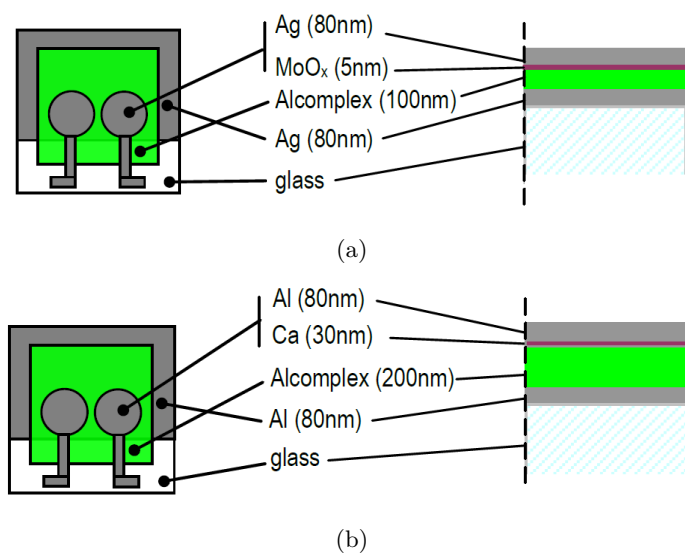 Ag (80nm)
MoOₓ (5nm)
Alcomplex (100nm)
Ag (80nm)
glass
(a)
Al (80nm)
Ca (30nm)
Alcomplex (200nm)
Al (80nm)
glass
(b)